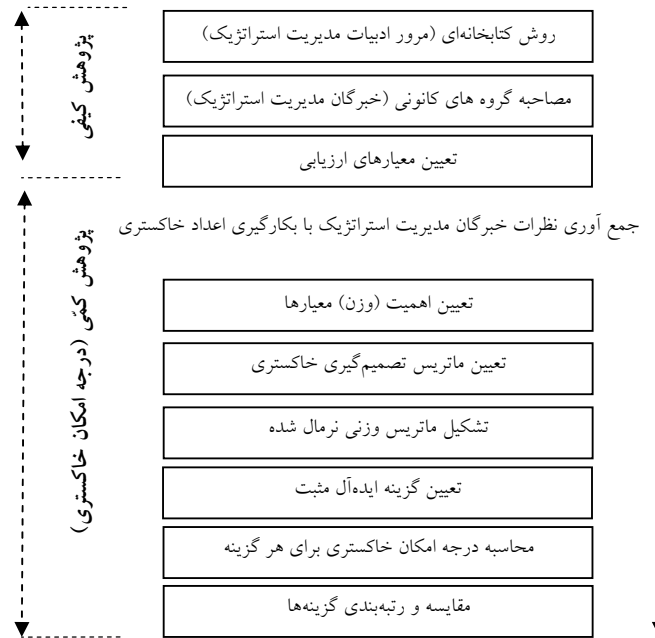 پژوهش کیفی
روش کتابخانه‌ای (مرور ادبیات مدیریت استراتژیک)
مصاحبه گروه های کانونی (خبرگان مدیریت استراتژیک)
تعیین معیارهای ارزیابی
پژوهش کمّی (درجه امکان خاکستری)
جمع آوری نظرات خبرگان مدیریت استراتژیک با بکارگیری اعداد خاکستری
تعیین اهمیت (وزن) معیارها
تعیین ماتریس تصمیم‌گیری خاکستری
تشکیل ماتریس وزنی نرمال شده
تعیین گزینه ایده‌آل مثبت
محاسبه درجه امکان خاکستری برای هر گزینه
مقایسه و رتبه‌بندی گزینه‌ها